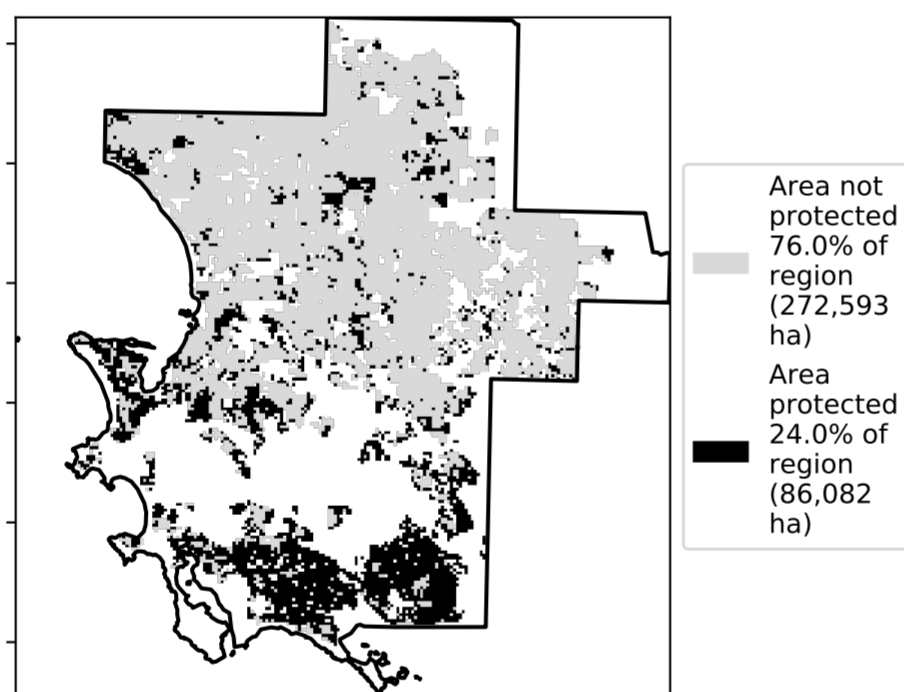 Area not
protected
76.0% of
region
(272,593
ha)
Area
protected
24.0% of
region
(86,082
ha)